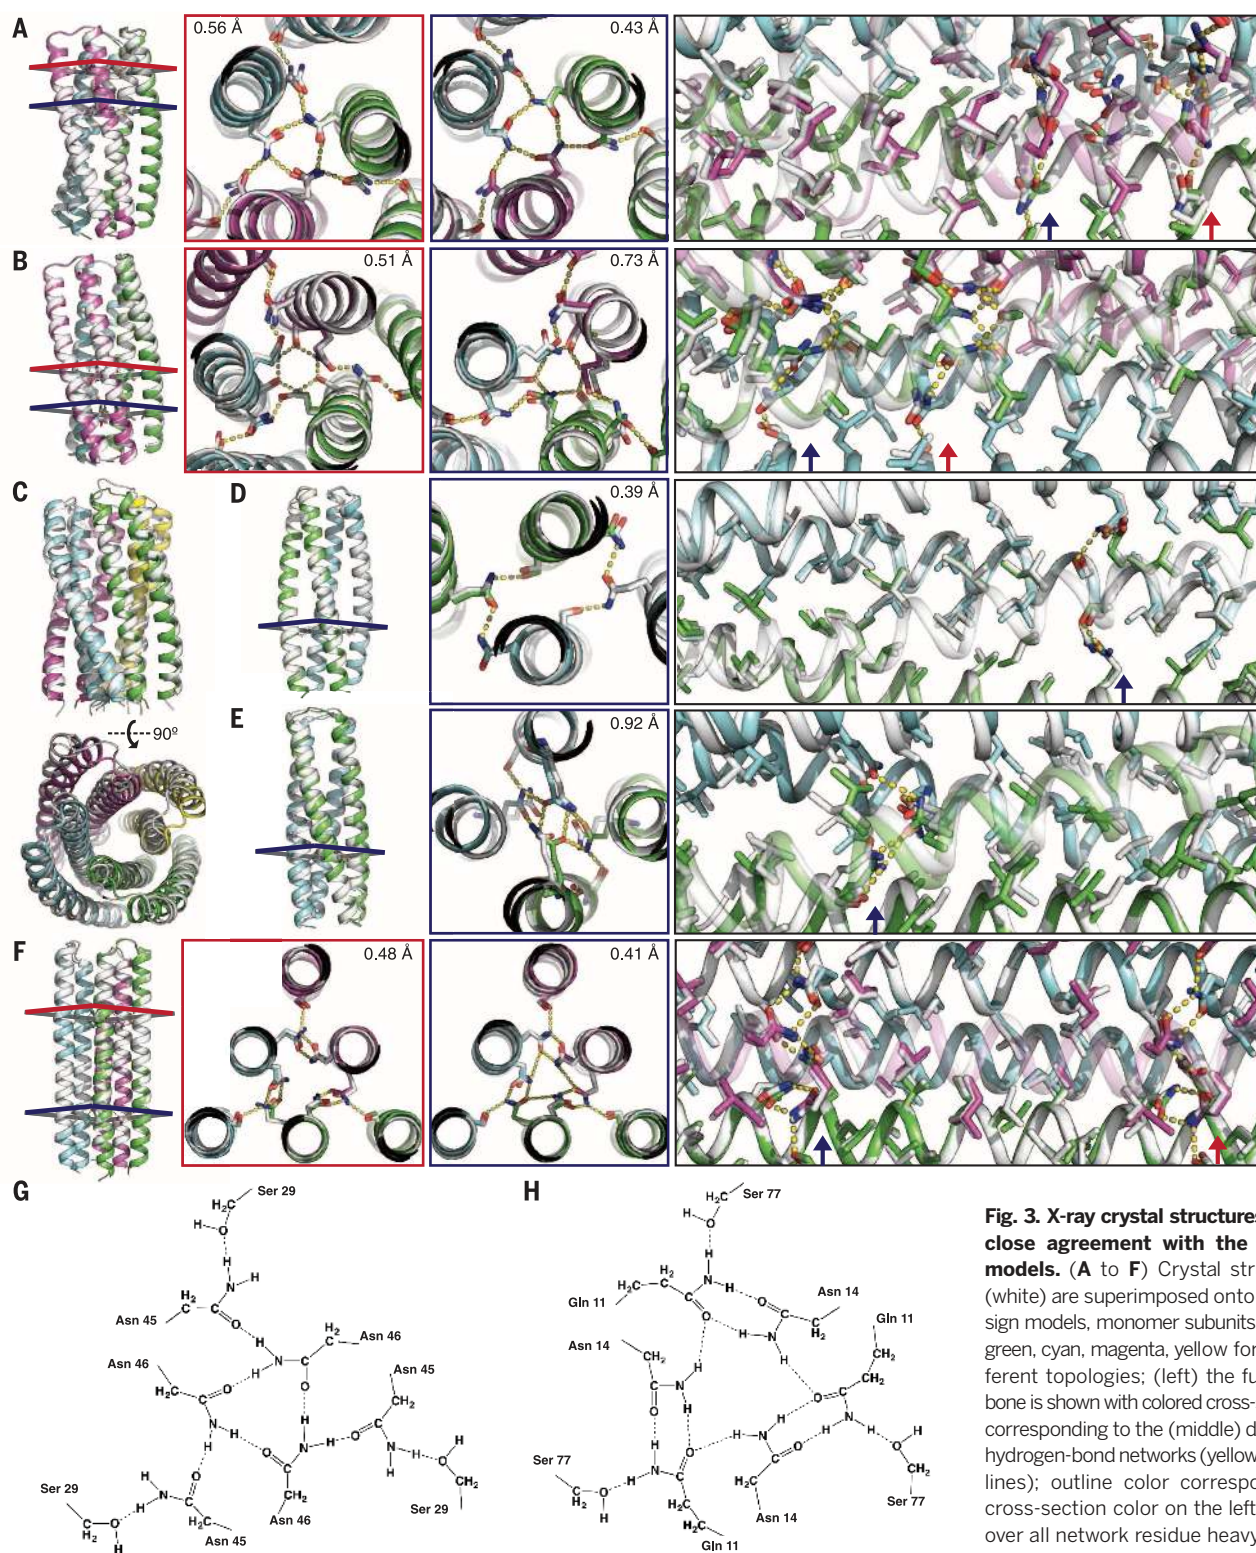 A
0.56 Å
0.43 Å
B
0.51 Å
0.73 Å
C
D
0.39 Å
90º
E
0.92 Å
F
0.48 Å
0.41 Å
G
Ser 29
H₂C
H
O
H
N
H
H₂
C
C
O
Asn 45
H
N
C
H
O
CH₂
Asn 46
Asn 46
H₂C
C
O
N
H
H
H
N
H
O
C
Asn 45
CH₂
N
H
H
H
O
CH₂
Ser 29
O
C
CH₂
Asn 46
O
C
H₂C
Asn 45
H
N
H
Ser 29
C
H₂
O
H
H
Ser 77
H₂C
H
O
H
N
H
H₂C
CH₂
C
O
Gln 11
O
C
CH₂
Asn 14
H
N
H
Gln 11
CH₂
H₂C
C
O
N
H
H
Asn 14
CH₂
C
O
N
H
H
H
N
H
O
C
H₂C
Asn 14
H
O
CH₂
Ser 77
Ser 77
C
H₂
O
H
H
N
H
C
O
CH₂
H₂C
Gln 11
Fig. 3. X-ray crystal structures
close agreement with the
models. (A to F) Crystal str
(white) are superimposed onto
sign models, monomer subunits
green, cyan, magenta, yellow for
ferent topologies; (left) the fu
bone is shown with colored cross-
corresponding to the (middle) d
hydrogen-bond networks (yellow
lines); outline color correspo
cross-section color on the left
over all network residue heavy